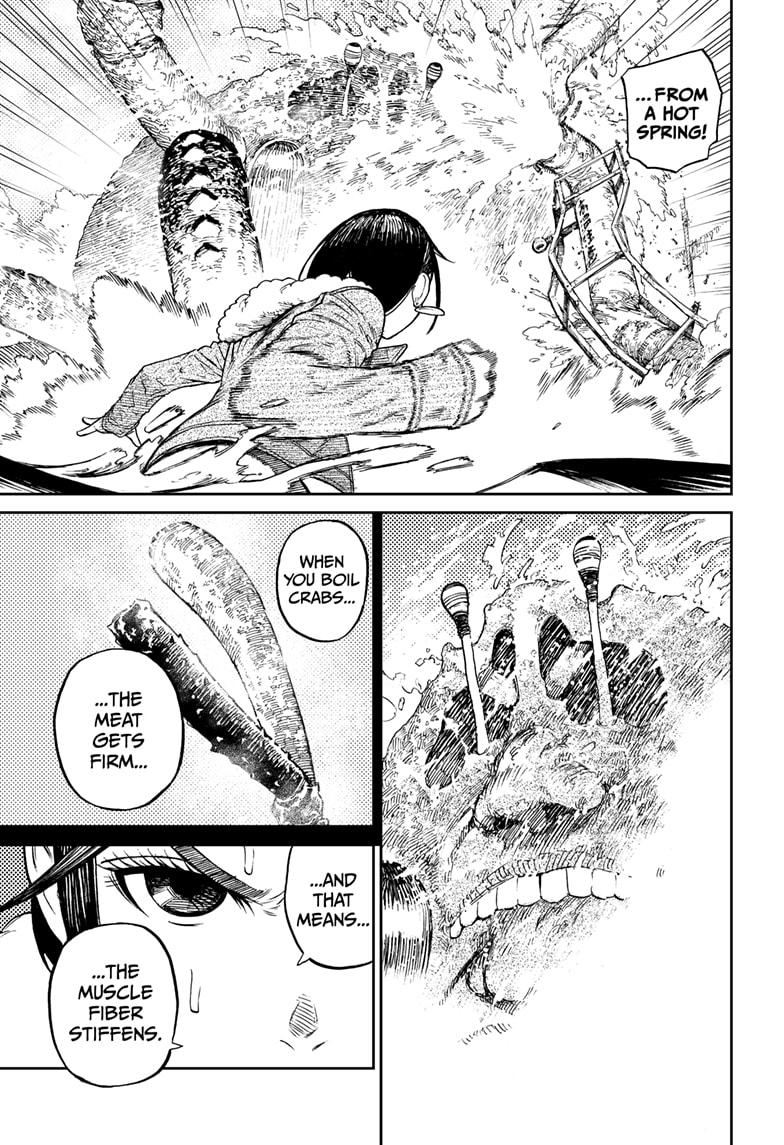 ...FROM
A HOT
SPRING!
WHEN
YOU BOIL
CRABS...
...THE
MEAT
GETS
FIRM...
...AND
THAT
MEANS...
...THE
MUSCLE
FIBER
STIFFENS.